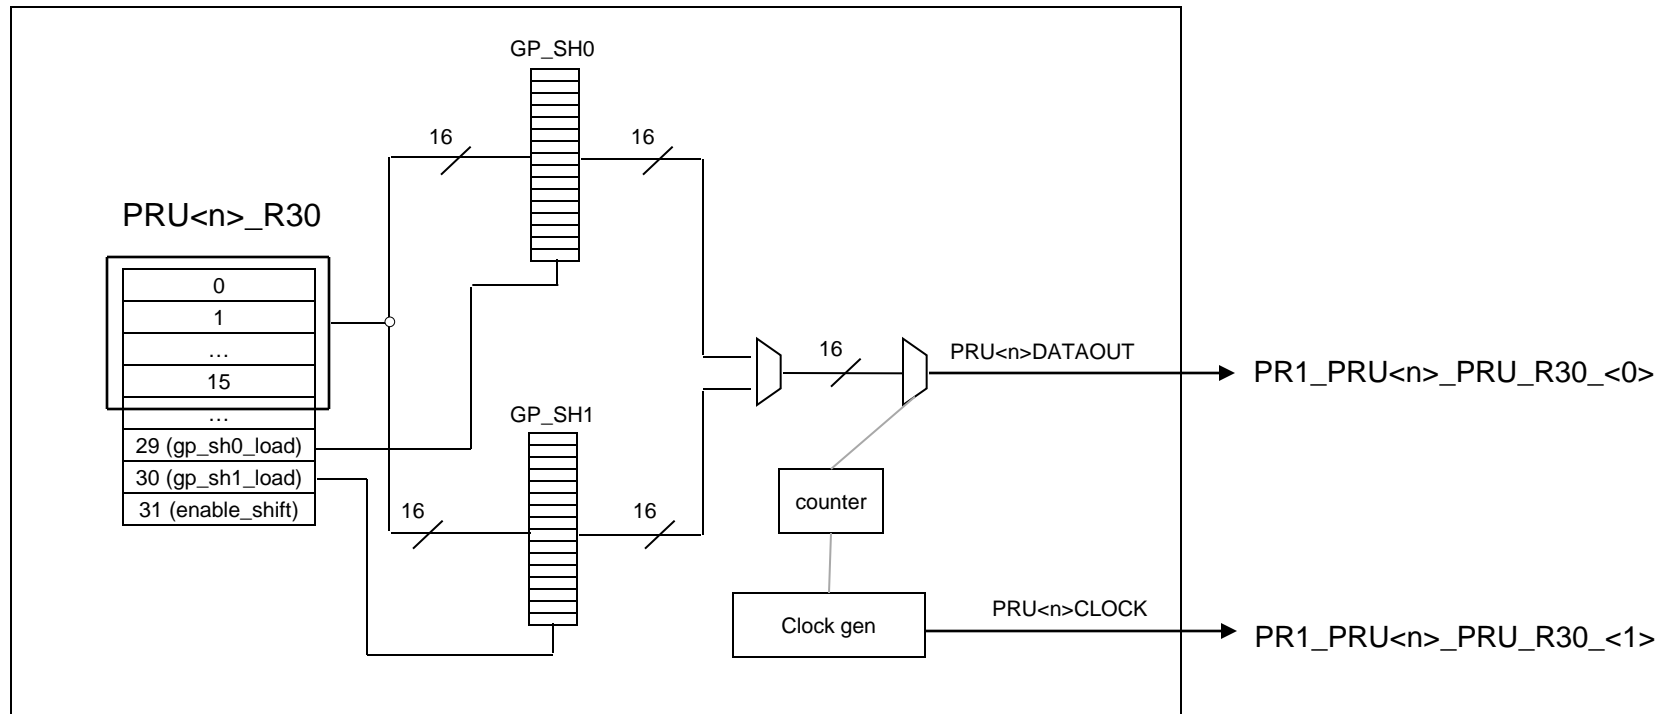 GP_SH0
16
16
PRU<n>_R30
0
1
…
15
…
29 (gp_sh0_load)
30 (gp_sh1_load)
31 (enable_shift)
16
PRU<n>DATAOUT
PR1_PRU<n>_PRU_R30_<0>
GP_SH1
16
16
counter
Clock gen
PRU<n>CLOCK
PR1_PRU<n>_PRU_R30_<1>